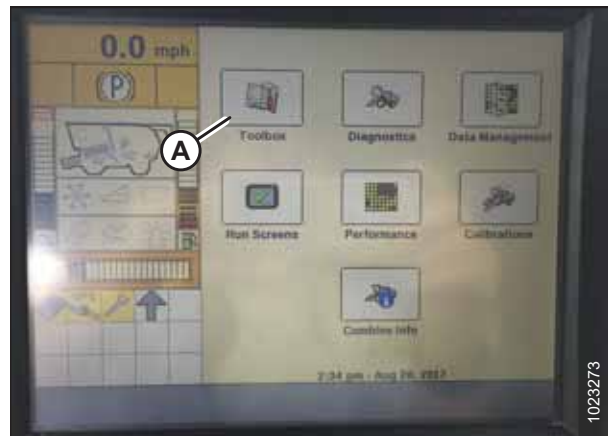 0.0 mph
(P)
A
Toolbox
Diagnostics
Data Management
Run Screens
Performance
Calibrations
Combine Info
1023273